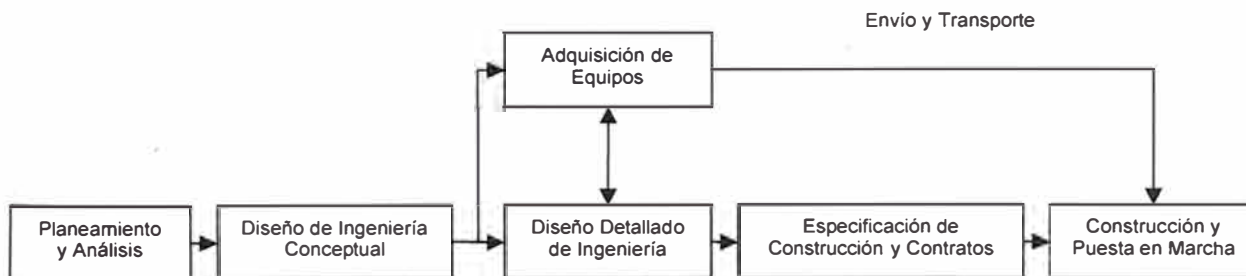 Envío y Transporte
Adquisición de
Equipos
Planeamiento
y Análisis
Diseño de Ingeniería
Conceptual
Diseño Detallado
de Ingeniería
Especificación de
Construcción y Contratos
Construcción y
Puesta en Marcha